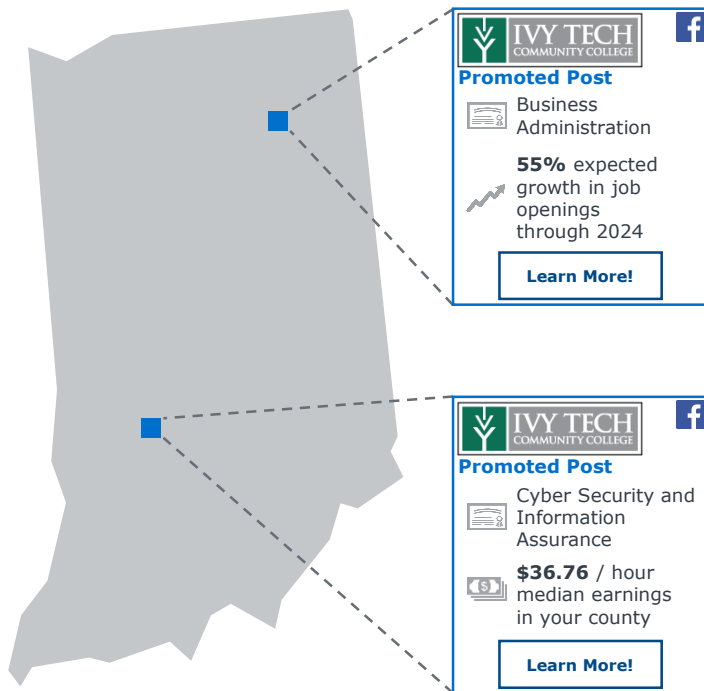 IVY TECH
COMMUNITY COLLEGE
Promoted Post
Business
Administration
55% expected
growth in job
openings
through 2024
Learn More!
IVY TECH
COMMUNITY COLLEGE
Promoted Post
Cyber Security and
Information
Assurance
$36.76 / hour
median earnings
in your county
Learn More!